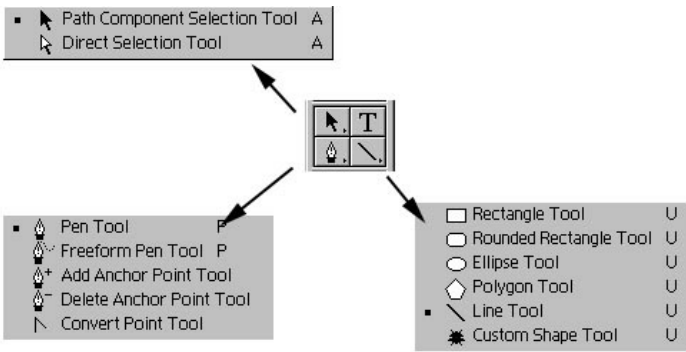 Path Component Selection Tool A
Direct Selection Tool A
T
Pen Tool P
Freeform Pen Tool P
Add Anchor Point Tool
Delete Anchor Point Tool
Convert Point Tool
Rectangle Tool U
Rounded Rectangle Tool U
Ellipse Tool U
Polygon Tool U
Line Tool U
Custom Shape Tool U